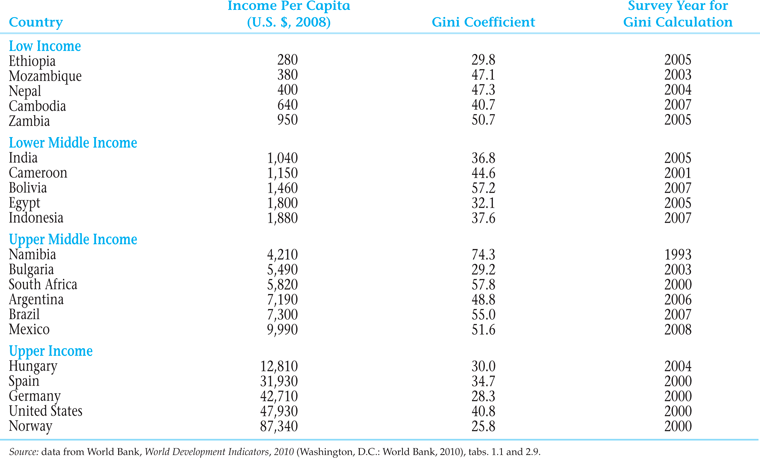 Country Income Per Capita (U.S. $, 2008) Gini Coefficient Survey Year for Gini Calculation
Low Income
Ethiopia 280 29.8 2005
Mozambique 380 47.1 2003
Nepal 400 47.3 2004
Cambodia 640 40.7 2007
Zambia 950 50.7 2005
Lower Middle Income
India 1,040 36.8 2005
Cameroon 1,150 44.6 2001
Bolivia 1,460 57.2 2007
Egypt 1,800 32.1 2005
Indonesia 1,880 37.6 2007
Upper Middle Income
Namibia 4,210 74.3 1993
Bulgaria 5,490 29.2 2003
South Africa 5,820 57.8 2000
Argentina 7,190 48.8 2006
Brazil 7,300 55.0 2007
Mexico 9,990 51.6 2008
Upper Income
Hungary 12,810 30.0 2004
Spain 31,930 34.7 2000
Germany 42,710 28.3 2000
United States 47,930 40.8 2000
Norway 87,340 25.8 2000
Source: data from World Bank, World Development Indicators, 2010 (Washington, D.C.: World Bank, 2010), tabs. 1.1 and 2.9.